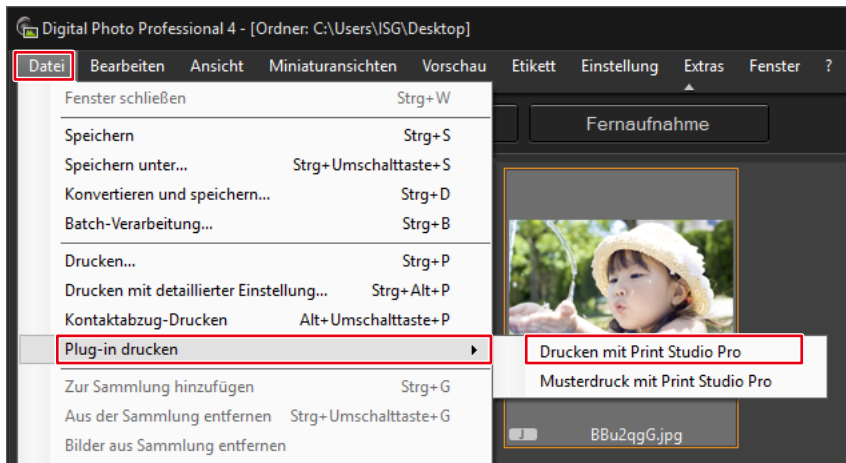 Digital Photo Professional 4 - [Ordner: C:\Users\ISG\Desktop]
Datei Bearbeiten Ansicht Miniaturansichten Vorschau Etikett Einstellung Extras Fenster ?
Fenster schließen Strg+W
Speichern Strg+S
Fernaufnahme
Speichern unter... Strg+Umschalttaste+S
Konvertieren und speichern... Strg+D
Batch-Verarbeitung... Strg+B
Drucken... Strg+P
Drucken mit detaillierter Einstellung... Strg+Alt+P
Kontaktabzug-Drucken Alt+Umschalttaste+P
Plug-in drucken
Drucken mit Print Studio Pro
Musterdruck mit Print Studio Pro
Zur Sammlung hinzufügen Strg+G
Aus der Sammlung entfernen Strg+Umschalttaste+G
Bilder aus Sammlung entfernen
J BBu2qgG.jpg